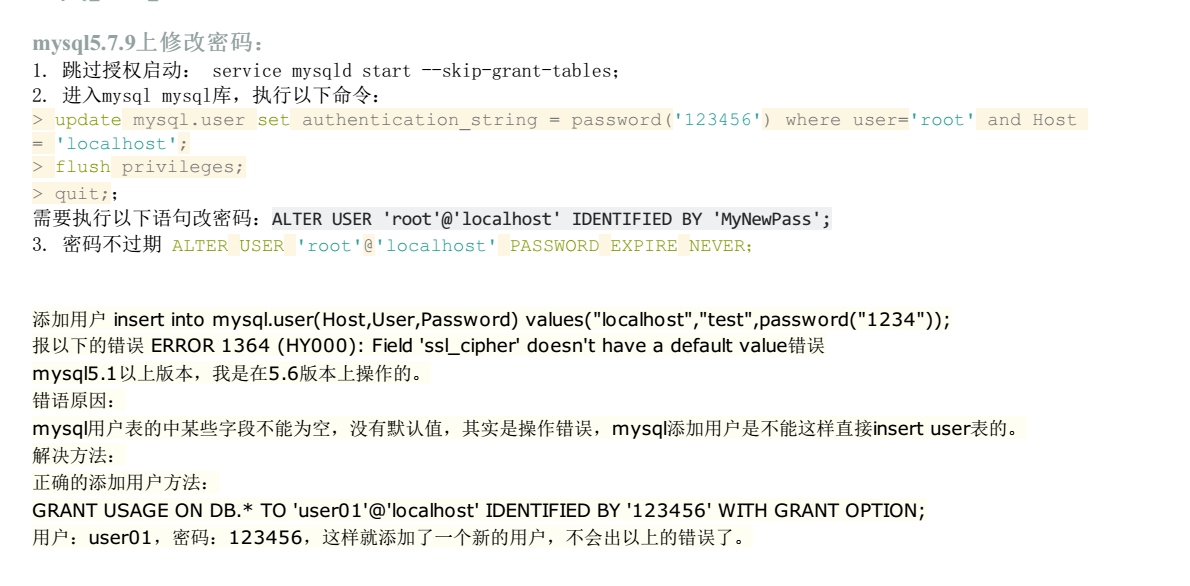 mysql5.7.9上修改密码：
1. 跳过授权启动： service mysqld start --skip-grant-tables;
2. 进入mysql mysql库，执行以下命令：
> update mysql.user set authentication_string = password('123456') where user='root' and Host
= 'localhost';
> flush privileges;
> quit;;
需要执行以下语句改密码：ALTER USER 'root'@'localhost' IDENTIFIED BY 'MyNewPass';
3. 密码不过期 ALTER USER 'root'@'localhost' PASSWORD EXPIRE NEVER;
添加用户 insert into mysql.user(Host,User,Password) values("localhost","test",password("1234"));
报以下的错误 ERROR 1364 (HY000): Field 'ssl_cipher' doesn't have a default value错误
mysql5.1以上版本，我是在5.6版本上操作的。
错语原因：
mysql用户表的中某些字段不能为空，没有默认值，其实是操作错误，mysql添加用户是不能这样直接insert user表的。
解决方法：
正确的添加用户方法：
GRANT USAGE ON DB.* TO 'user01'@'localhost' IDENTIFIED BY '123456' WITH GRANT OPTION;
用户：user01，密码：123456，这样就添加了一个新的用户，不会出以上的错误了。